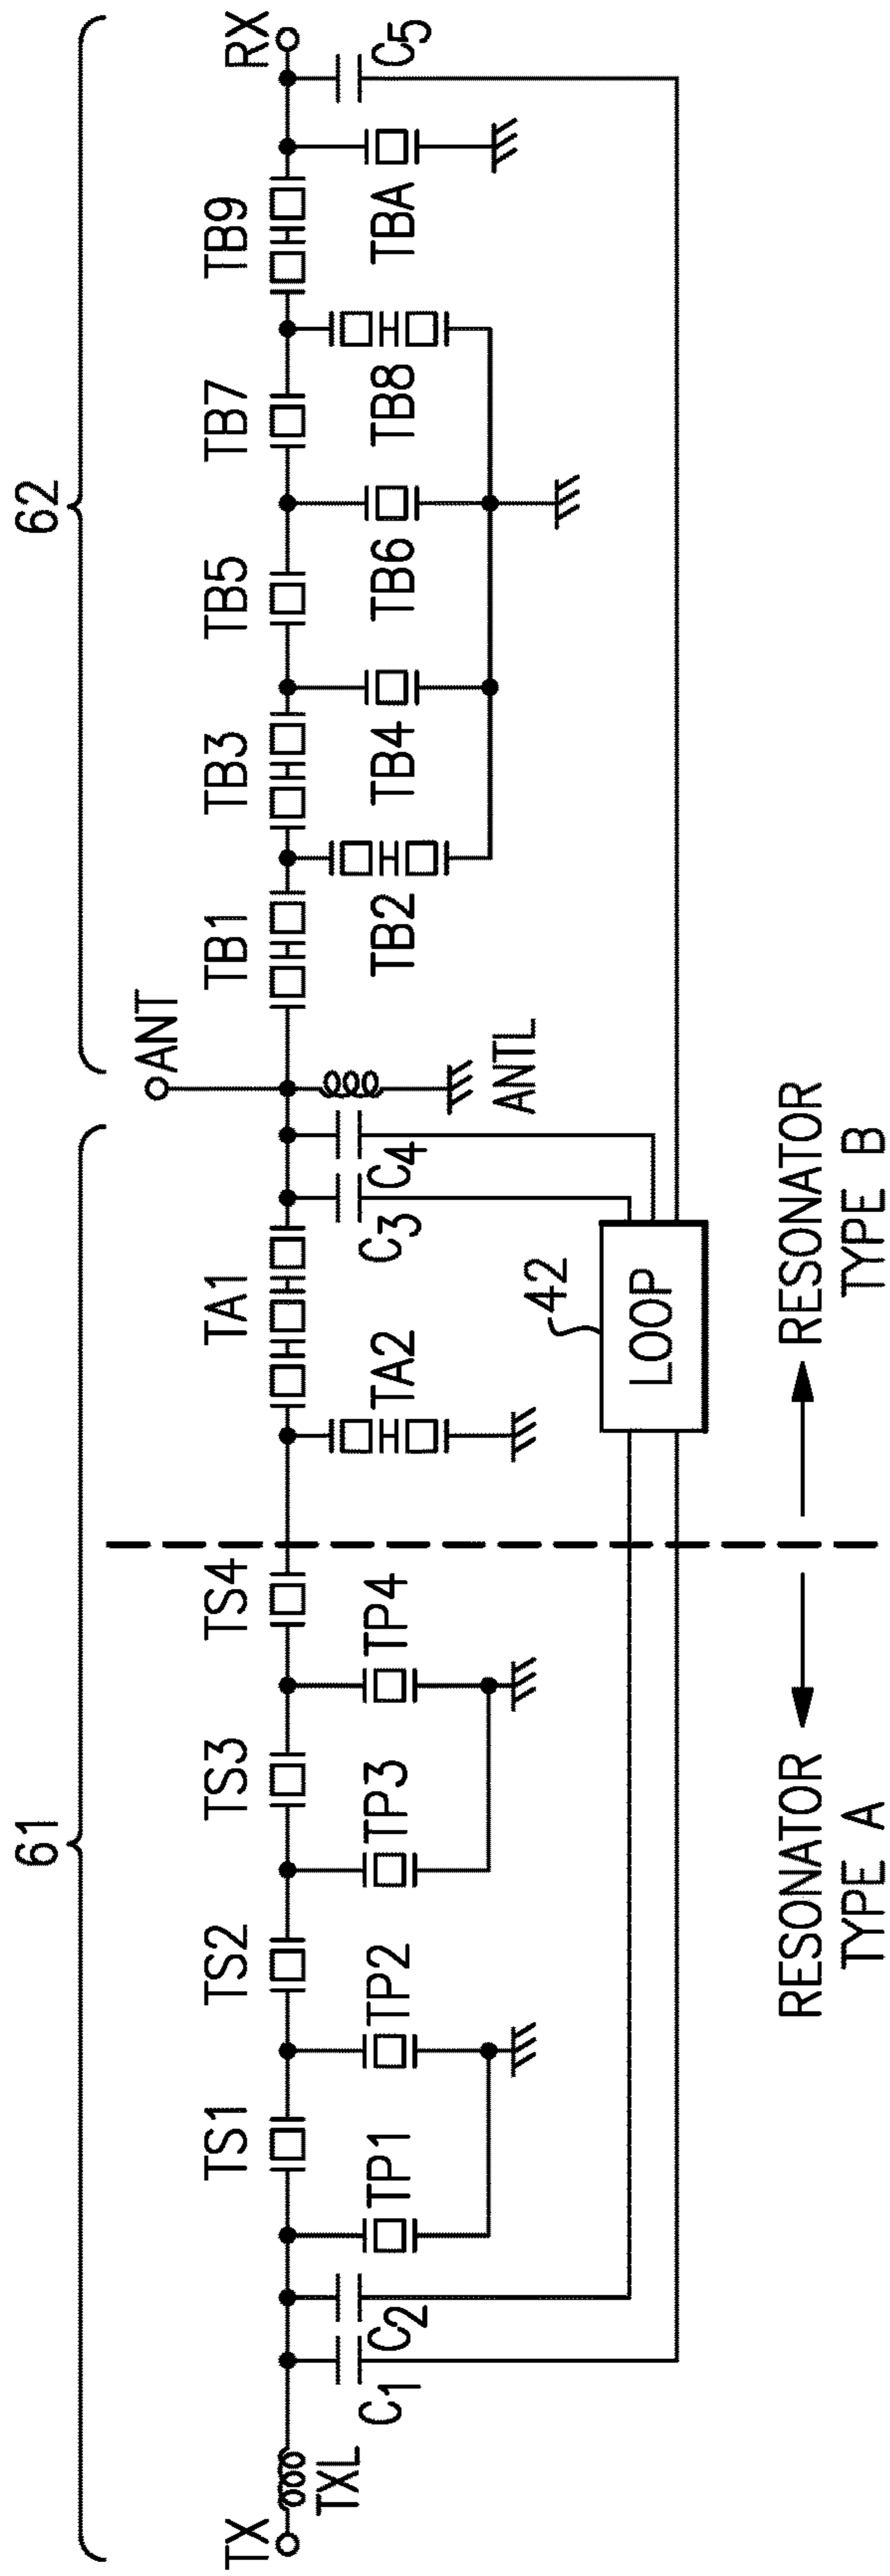 61
62
TX
TXL
C1
C2
TP1
TS1
TP2
TS2
TP3
TS3
TP4
TS4
TA2
TA1
C3
C4
ANT
ANTL
TB1
TB2
TB3
TB4
TB5
TB6
TB7
TB8
TB9
TBA
C5
RX
42
LOOP
RESONATOR
TYPE A
RESONATOR
TYPE B